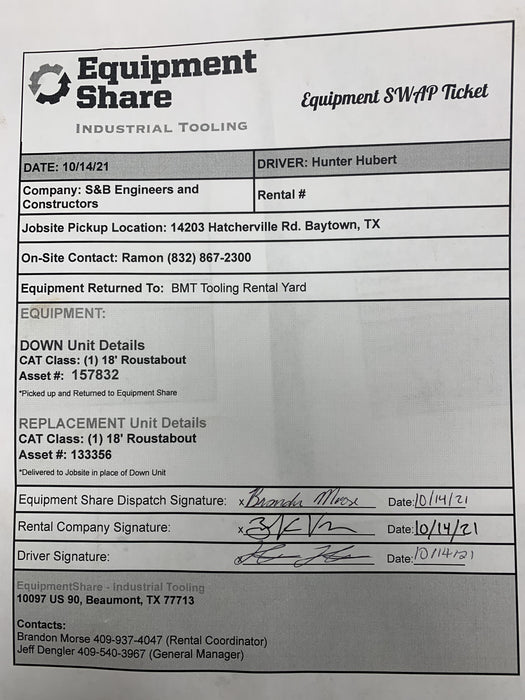 Equipment
Share
INDUSTRIAL TOOLING
Equipment SWAP Ticket
DATE: 10/14/21
DRIVER: Hunter Hubert
Company: S&B Engineers and
Constructors
Rental #
Jobsite Pickup Location: 14203 Hatcherville Rd. Baytown, TX
On-Site Contact: Ramon (832) 867-2300
Equipment Returned To: BMT Tooling Rental Yard
EQUIPMENT:
DOWN Unit Details
CAT Class: (1) 18' Roustabout
Asset #: 157832
*Picked up and Returned to Equipment Share
REPLACEMENT Unit Details
CAT Class: (1) 18' Roustabout
Asset #: 133356
*Delivered to Jobsite in place of Down Unit
Equipment Share Dispatch Signature: x Brandon Morse Date: 10/14/21
Rental Company Signature: x Date: 10/14/21
Driver Signature: Date: 10/14/21
EquipmentShare - Industrial Tooling
10097 US 90, Beaumont, TX 77713
Contacts:
Brandon Morse 409-937-4047 (Rental Coordinator)
Jeff Dengler 409-540-3967 (General Manager)